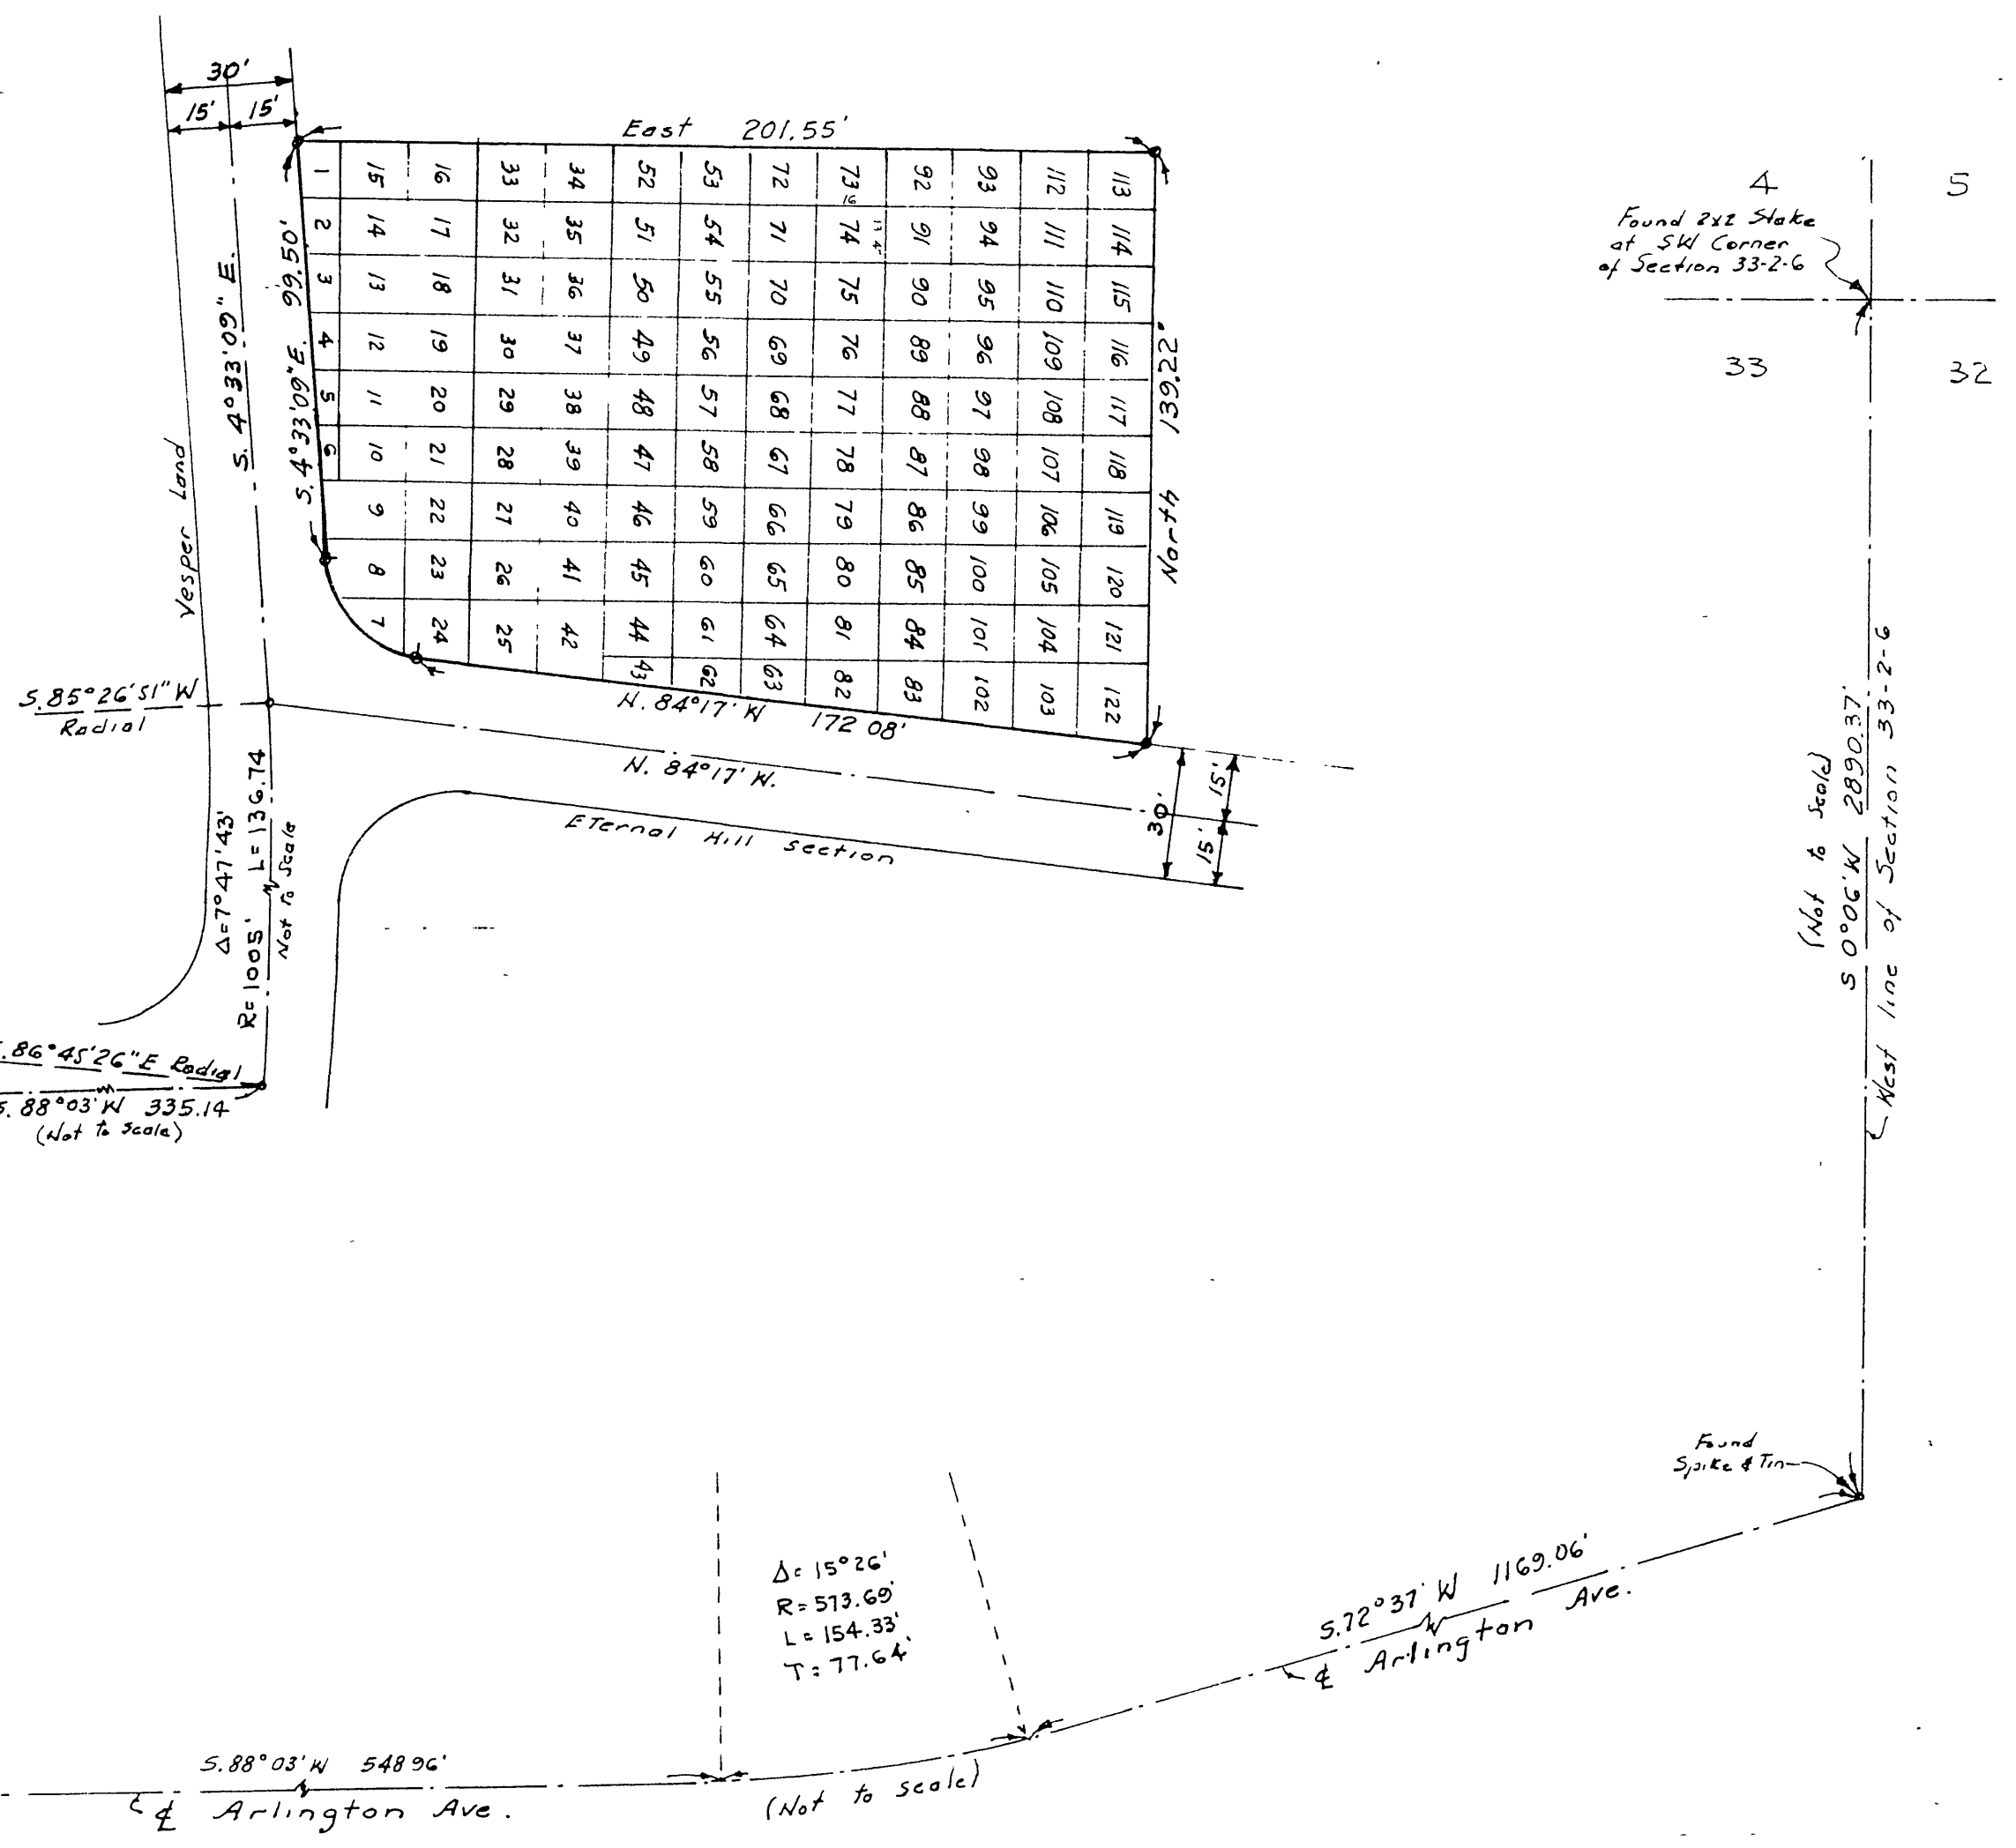 30'
15' 15'
East 201.55'
1 15 16 33 34 52 53 72 73 92 93 112 113
16
2 14 17 32 35 51 54 71 74 91 94 111 114
3 13 18 31 36 50 55 70 75 90 95 110 115
4 12 19 30 37 49 56 69 76 89 96 109 116
5 11 20 29 38 48 57 68 77 88 97 108 117
6 10 21 28 39 47 58 67 78 87 98 107 118
9 22 27 40 46 59 66 79 86 99 106 119
8 23 26 41 45 60 65 80 85 100 105 120
7 24 25 42 44 61 64 81 84 101 104 121
43 62 63 82 83 102 103 122
S. 4°33'09" E. 99.50'
S. 4°33'09" E.
Vesper Land
North 139.22'
N. 84°17' W 172 08'
N. 84°17' W.
Eternal Hill section
30'
15'
15'
S. 85°26'51" W
Radial
Δ=7°47'43'
R=1005' L=136.74
Not to Scale
.86°45'26" E Radial
S. 88°03' W 335.14
(Not to scale)
4 5
Found 2x2 Stake
at SW Corner
of Section 33-2-6
33 32
(Not to Scale)
S 0°06' W 2890.37'
West line of Section 33-2-6
Found
Spike & Tin
Δ= 15°26'
R= 573.69'
L= 154.33'
T= 77.64'
S. 72°37' W 1169.06'
℄ Arlington Ave.
S. 88°03' W 548 96'
℄ Arlington Ave.
(Not to scale)